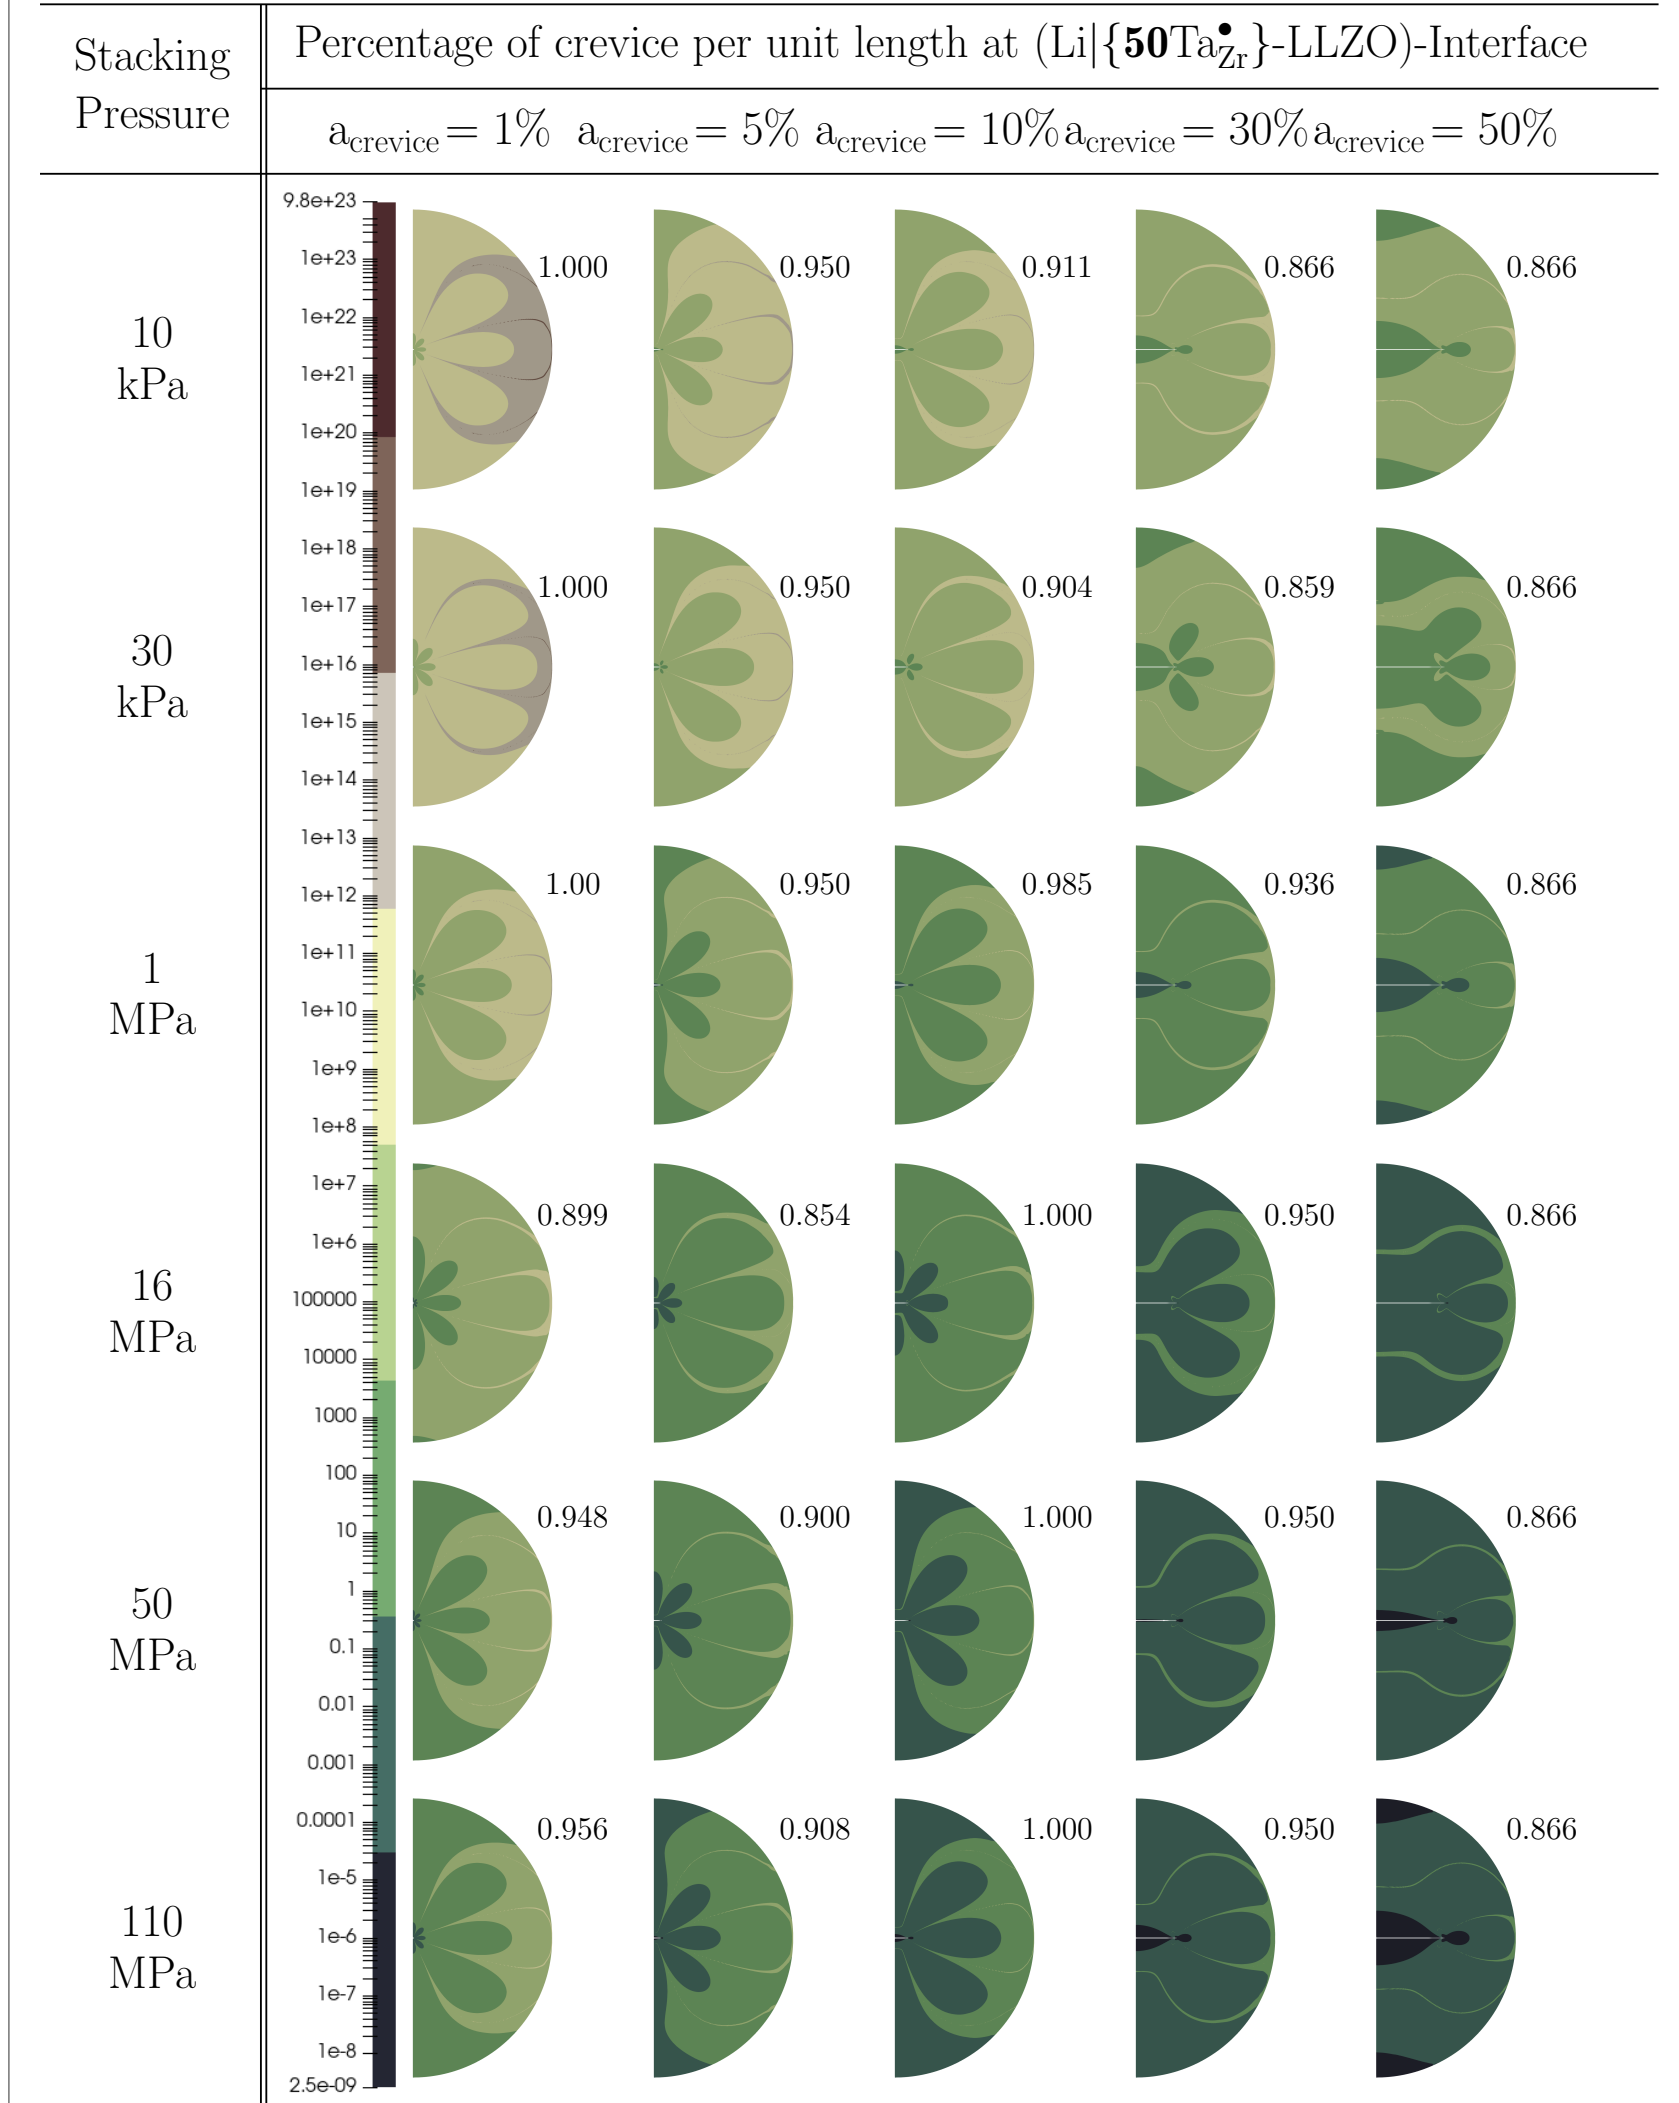 Stacking Pressure
Percentage of crevice per unit length at (Li|{50Ta•Zr}-LLZO)-Interface
acrevice = 1% acrevice = 5% acrevice = 10% acrevice = 30% acrevice = 50%
9.8e+23
1e+23
1e+22
1e+21
1e+20
1e+19
1e+18
1e+17
1e+16
1e+15
1e+14
1e+13
1e+12
1e+11
1e+10
1e+9
1e+8
1e+7
1e+6
100000
10000
1000
100
10
1
0.1
0.01
0.001
0.0001
1e-5
1e-6
1e-7
1e-8
2.5e-09
10 kPa
1.000 0.950 0.911 0.866 0.866
30 kPa
1.000 0.950 0.904 0.859 0.866
1 MPa
1.00 0.950 0.985 0.936 0.866
16 MPa
0.899 0.854 1.000 0.950 0.866
50 MPa
0.948 0.900 1.000 0.950 0.866
110 MPa
0.956 0.908 1.000 0.950 0.866